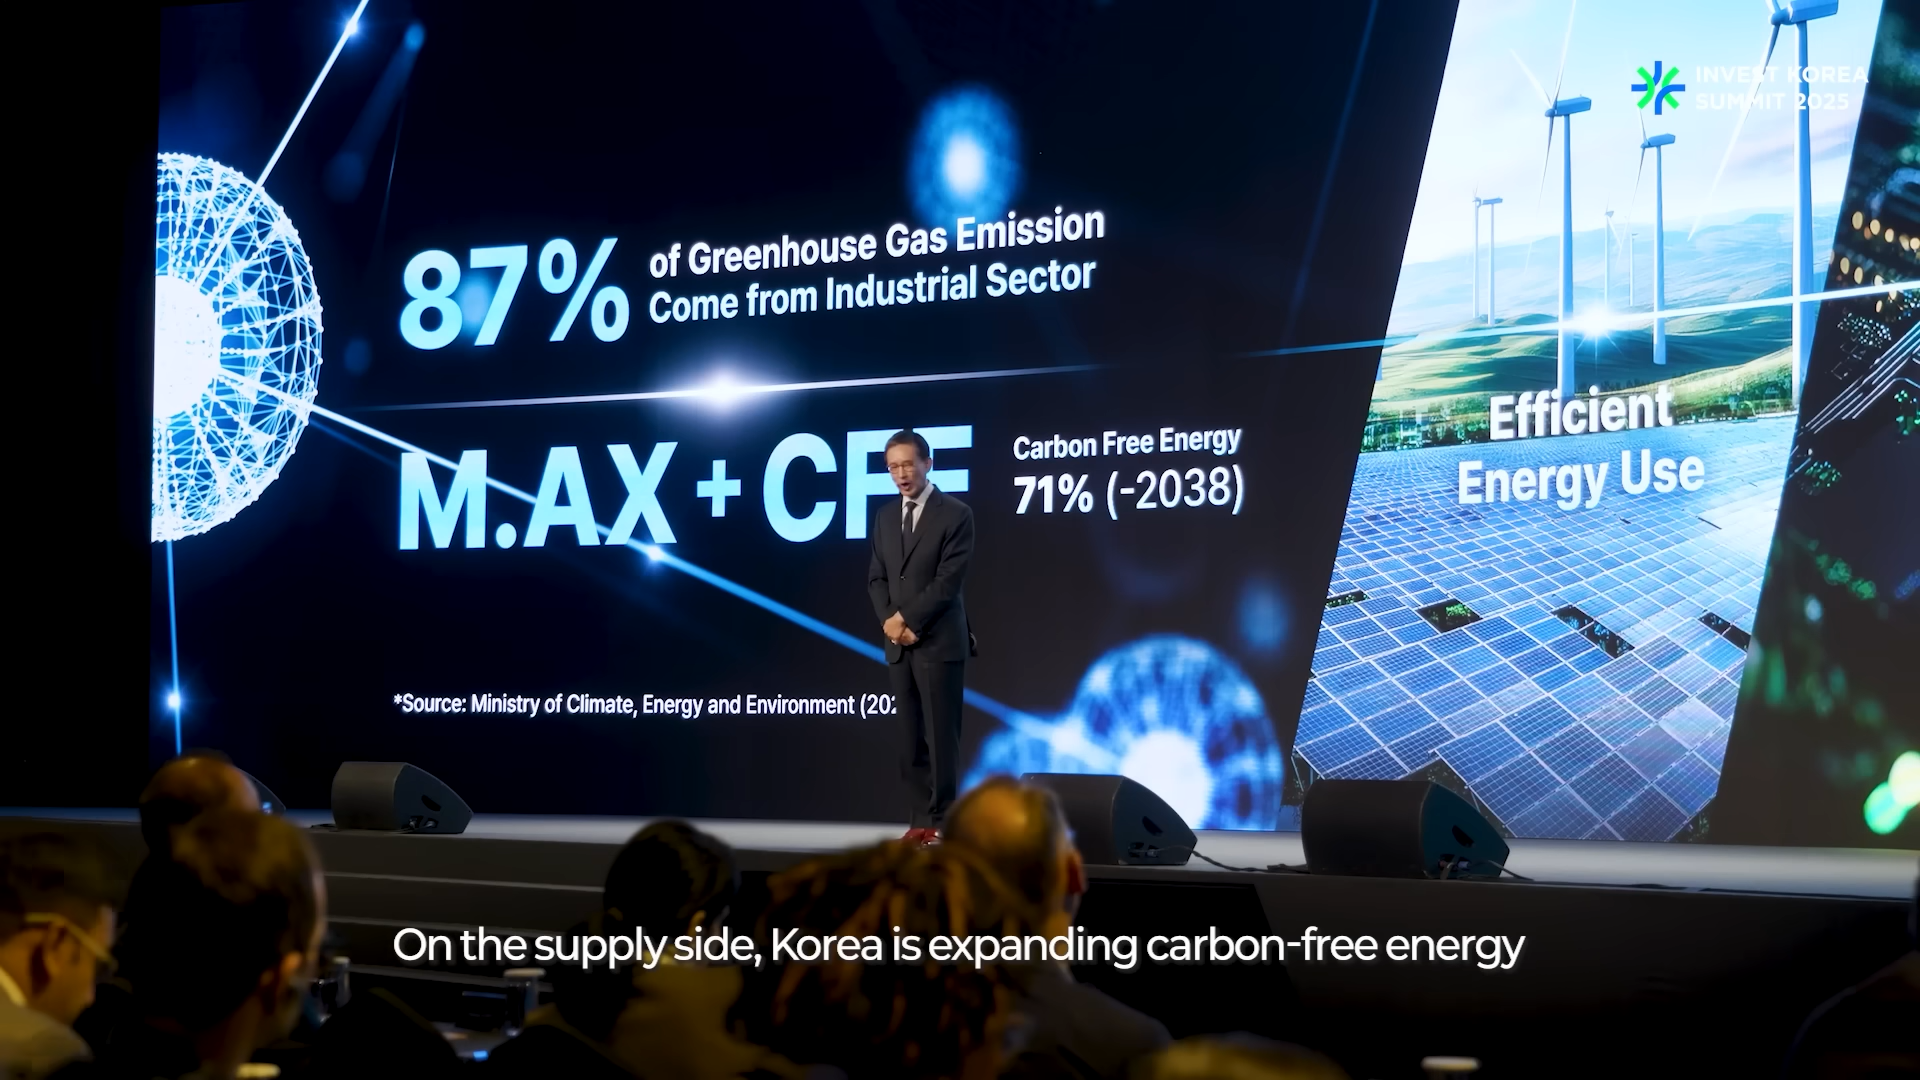 INVEST KOREA
SUMMIT 2025
87%
of Greenhouse Gas Emission
Come from Industrial Sector
M.AX + CFE
Carbon Free Energy
71% (-2038)
Efficient
Energy Use
*Source: Ministry of Climate, Energy and Environment
On the supply side, Korea is expanding carbon-free energy